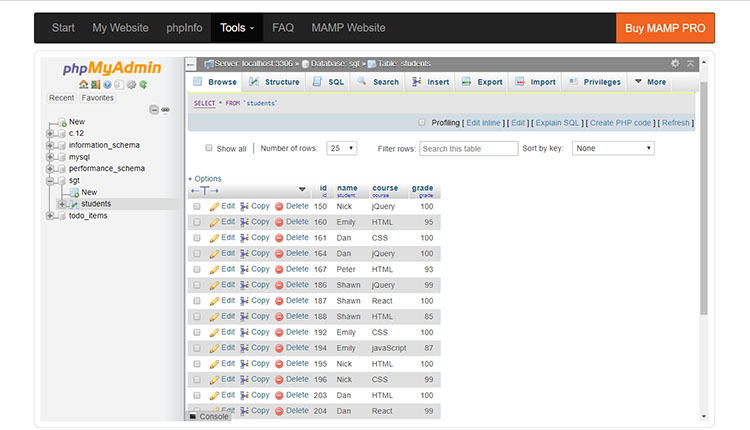 Start My Website phpInfo Tools FAQ MAMP Website Buy MAMP PRO
phpMyAdmin
Recent Favorites
New
c.12
information_schema
mysql
performance_schema
sgt
New
students
todo_items
Server: localhost:3306 » Database: sgt » Table: students
Browse Structure SQL Search Insert Export Import Privileges More
SELECT * FROM `students`
Profiling [ Edit inline ] [ Edit ] [ Explain SQL ] [ Create PHP code ] [ Refresh ]
Show all Number of rows: 25 Filter rows: Search this table Sort by key: None
+ Options
←T→ id name course grade
id student course grade
Edit Copy Delete 150 Nick jQuery 100
Edit Copy Delete 160 Emily HTML 95
Edit Copy Delete 161 Dan CSS 100
Edit Copy Delete 164 Dan jQuery 100
Edit Copy Delete 167 Peter HTML 93
Edit Copy Delete 186 Shawn jQuery 99
Edit Copy Delete 187 Shawn React 100
Edit Copy Delete 188 Shawn HTML 85
Edit Copy Delete 192 Emily CSS 100
Edit Copy Delete 194 Emily javaScript 87
Edit Copy Delete 195 Nick HTML 100
Edit Copy Delete 196 Nick CSS 99
Edit Copy Delete 203 Dan HTML 100
Edit Copy Delete 204 Dan React 99
Console